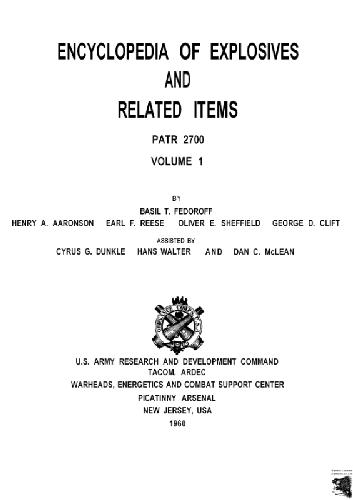 ENCYCLOPEDIA OF EXPLOSIVES
AND
RELATED ITEMS
PATR 2700
VOLUME 1
BY
BASIL T. FEDOROFF
HENRY A. AARONSON EARL F. REESE OLIVER E. SHEFFIELD GEORGE D. CLIFT
ASSISTED BY
CYRUS G. DUNKLE HANS WALTER AND DAN C. McLEAN
U.S. ARMY RESEARCH AND DEVELOPMENT COMMAND
TACOM. ARDEC
WARHEADS, ENERGETICS AND COMBAT SUPPORT CENTER
PICATINNY ARSENAL
NEW JERSEY, USA
1960